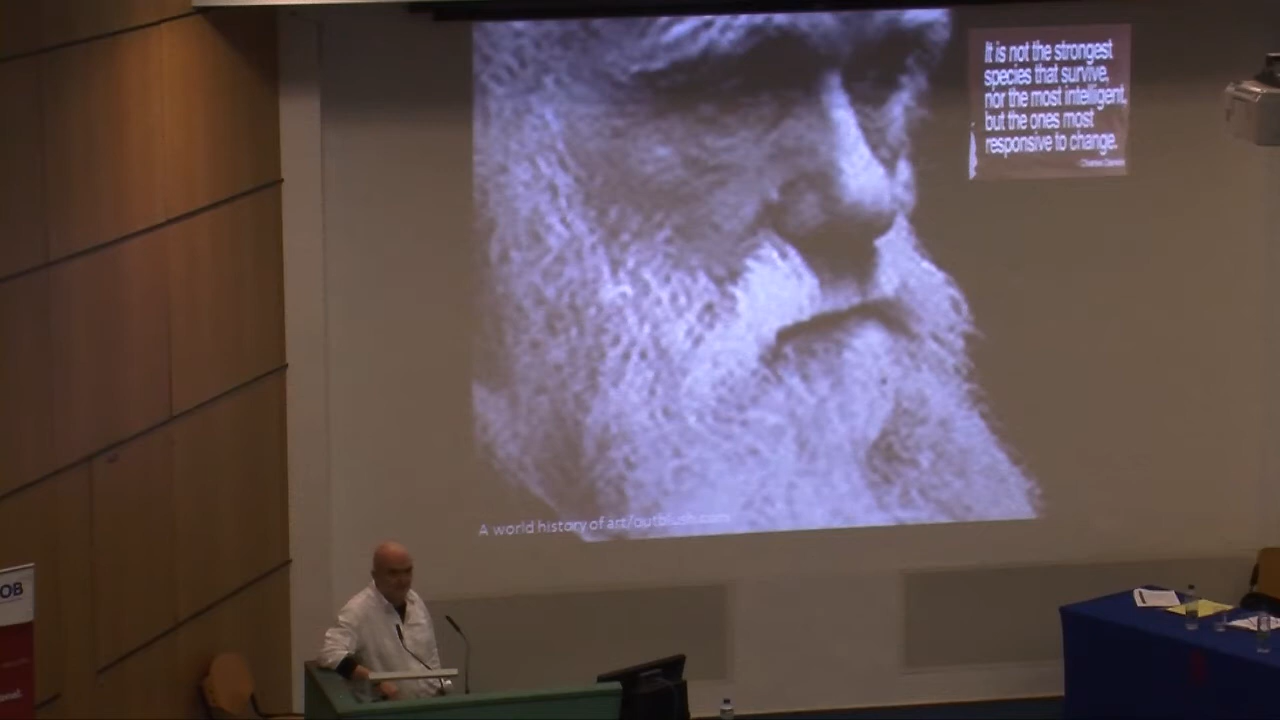 It is not the strongest
species that survive,
nor the most intelligent,
but the ones most
responsive to change.
- Charles Darwin
A world history of art/outblush.com
OB